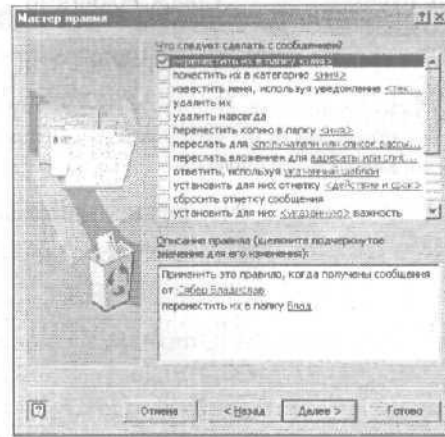 Мастер правил
Что следует сделать с сообщением?
переместить их в папку <имя>
поместить их в категорию <имя>
известить меня, используя уведомление <тек...
удалить их
удалить навсегда
переместить копию в папку <имя>
переслать для <получатели или список рассы...
переслать вложением для адресаты или спис...
ответить, используя указанный шаблон
установить для них отметку <действие и срок>
сбросить отметку сообщения
установить для них <указанную> важность
Описание правила (щелкните подчеркнутое
значение для его изменения):
Применить это правило, когда получены сообщения
от Сябер Владислав
переместить их в папку Влад
Отмена < Назад Далее > Готово